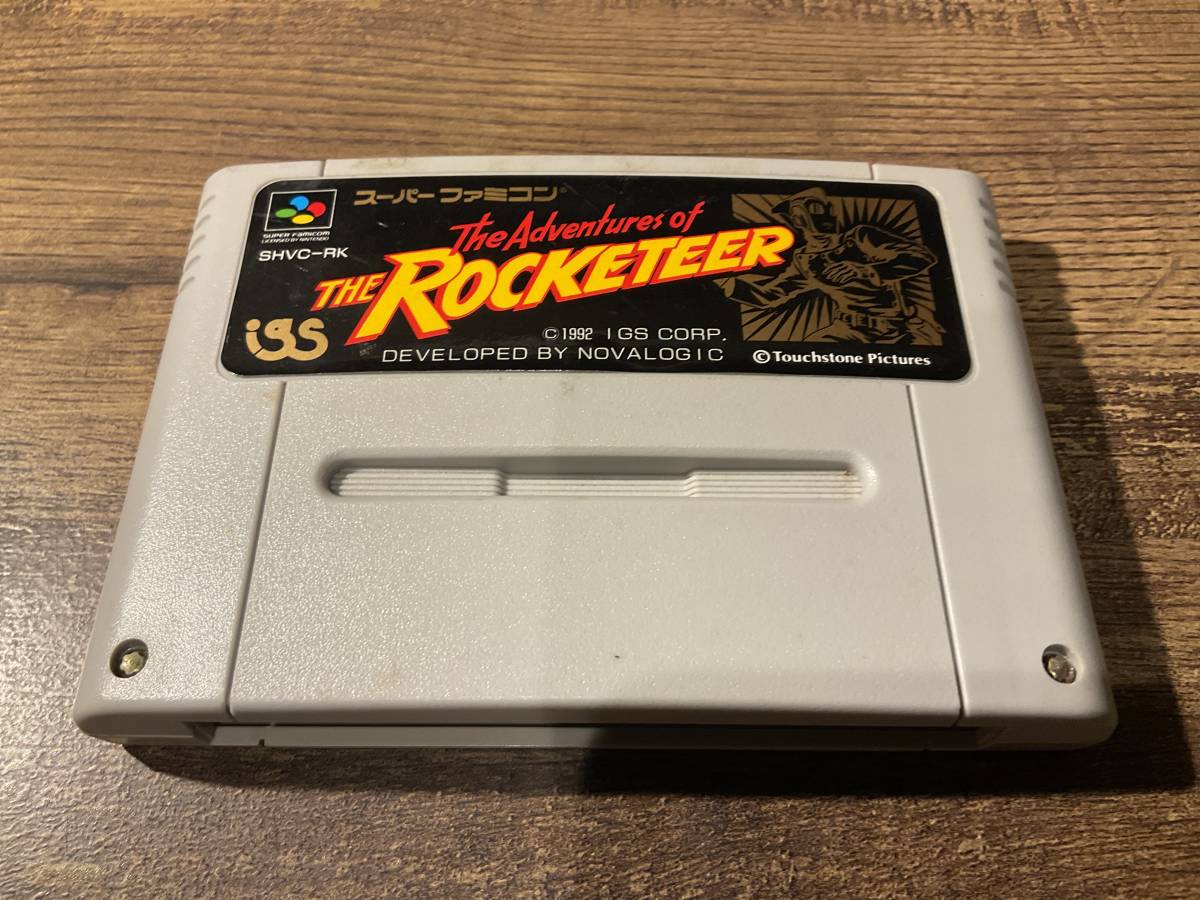 スーパーファミコン®
SUPER FAMICOM
LICENSED BY NINTENDO
SHVC-RK
The Adventures of
THE ROCKETEER
igs
©1992 IGS CORP.
DEVELOPED BY NOVALOGIC
©Touchstone Pictures